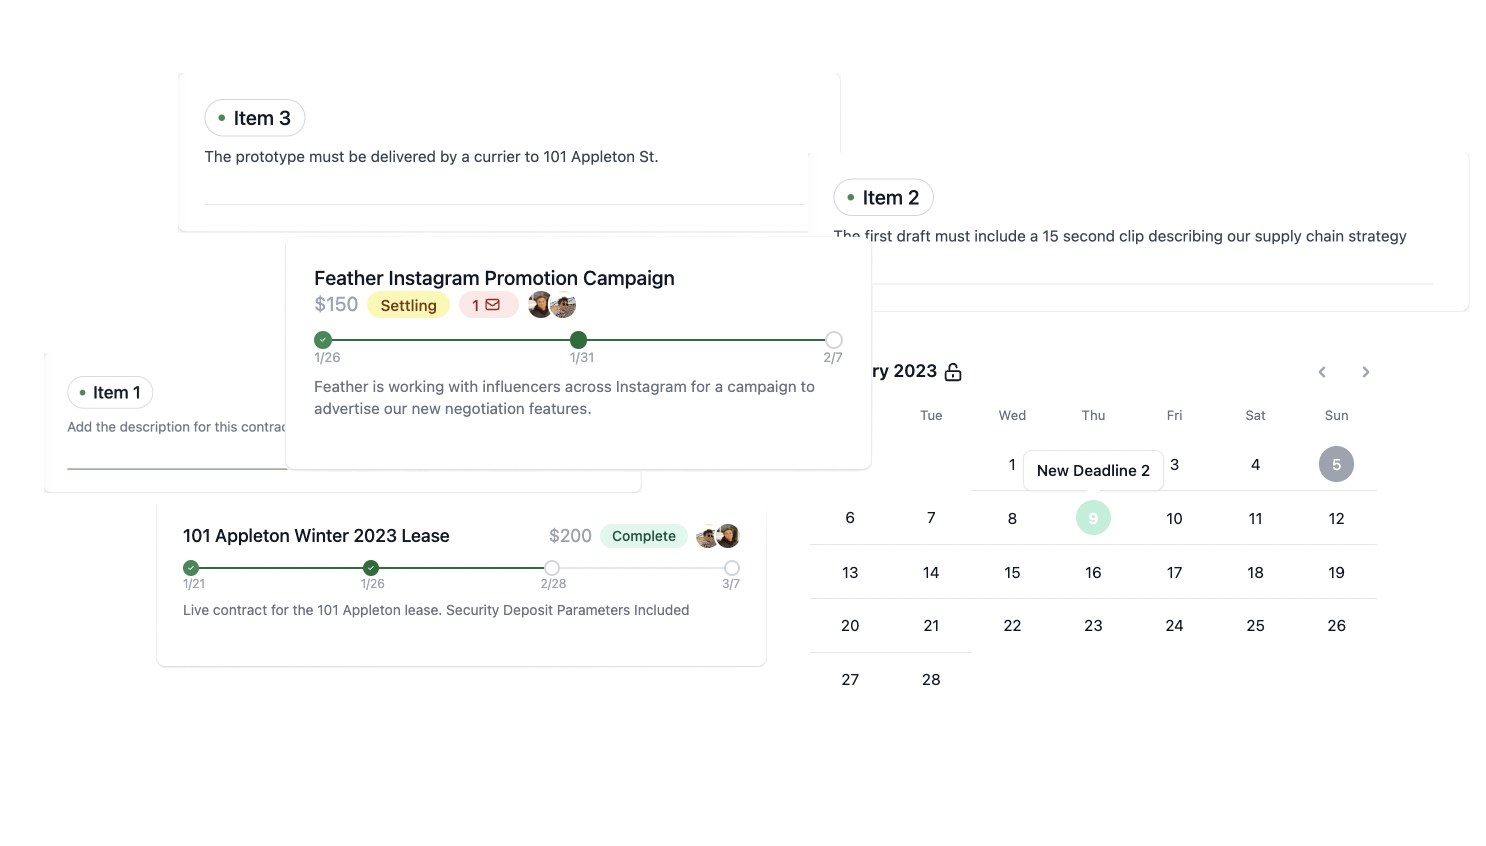 Item 3
The prototype must be delivered by a currier to 101 Appleton St.
Item 2
The first draft must include a 15 second clip describing our supply chain strategy
Feather Instagram Promotion Campaign
$150 Settling 1
1/26 1/31 2/7
Feather is working with influencers across Instagram for a campaign to
advertise our new negotiation features.
Item 1
Add the description for this contrac
101 Appleton Winter 2023 Lease $200 Complete
1/21 1/26 2/28 3/7
Live contract for the 101 Appleton lease. Security Deposit Parameters Included
ry 2023
Tue Wed Thu Fri Sat Sun
1 New Deadline 2 3 4 5
6 7 8 9 10 11 12
13 14 15 16 17 18 19
20 21 22 23 24 25 26
27 28